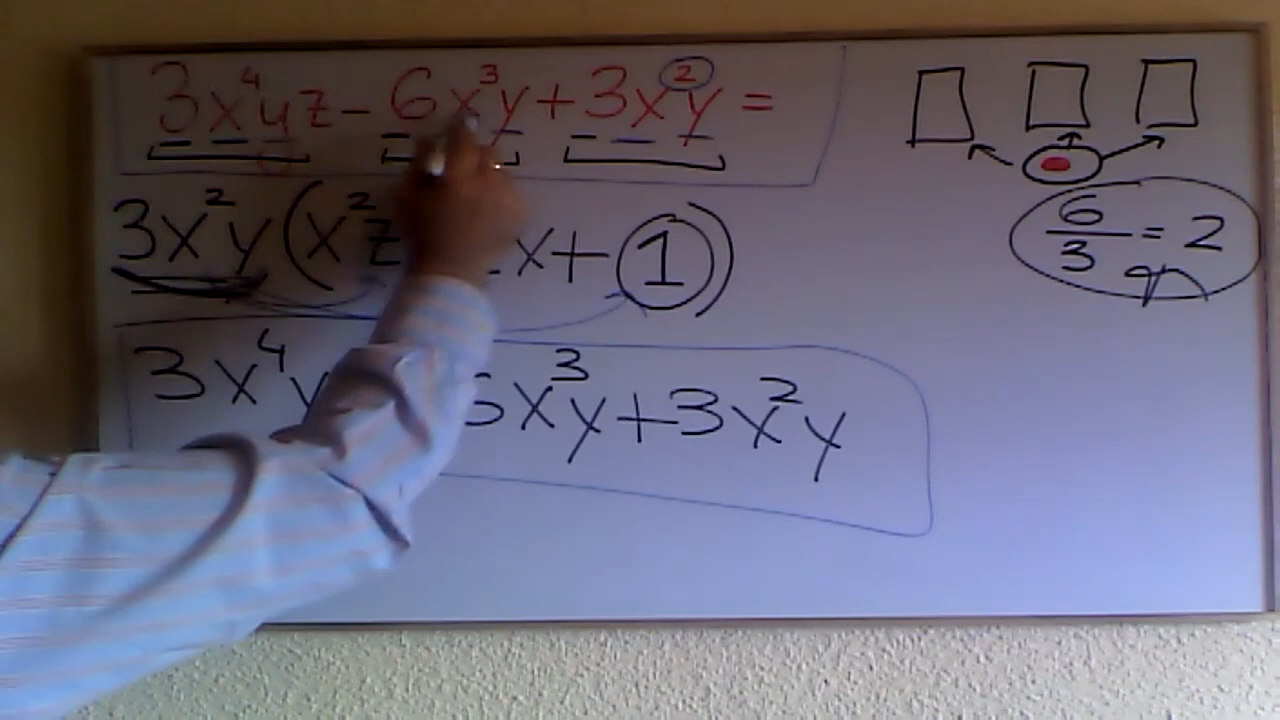 3x⁴yz - 6x³y + 3x²y =
3x²y(x²z x + 1)
3x⁴y 6x³y + 3x²y
6/3 = 2